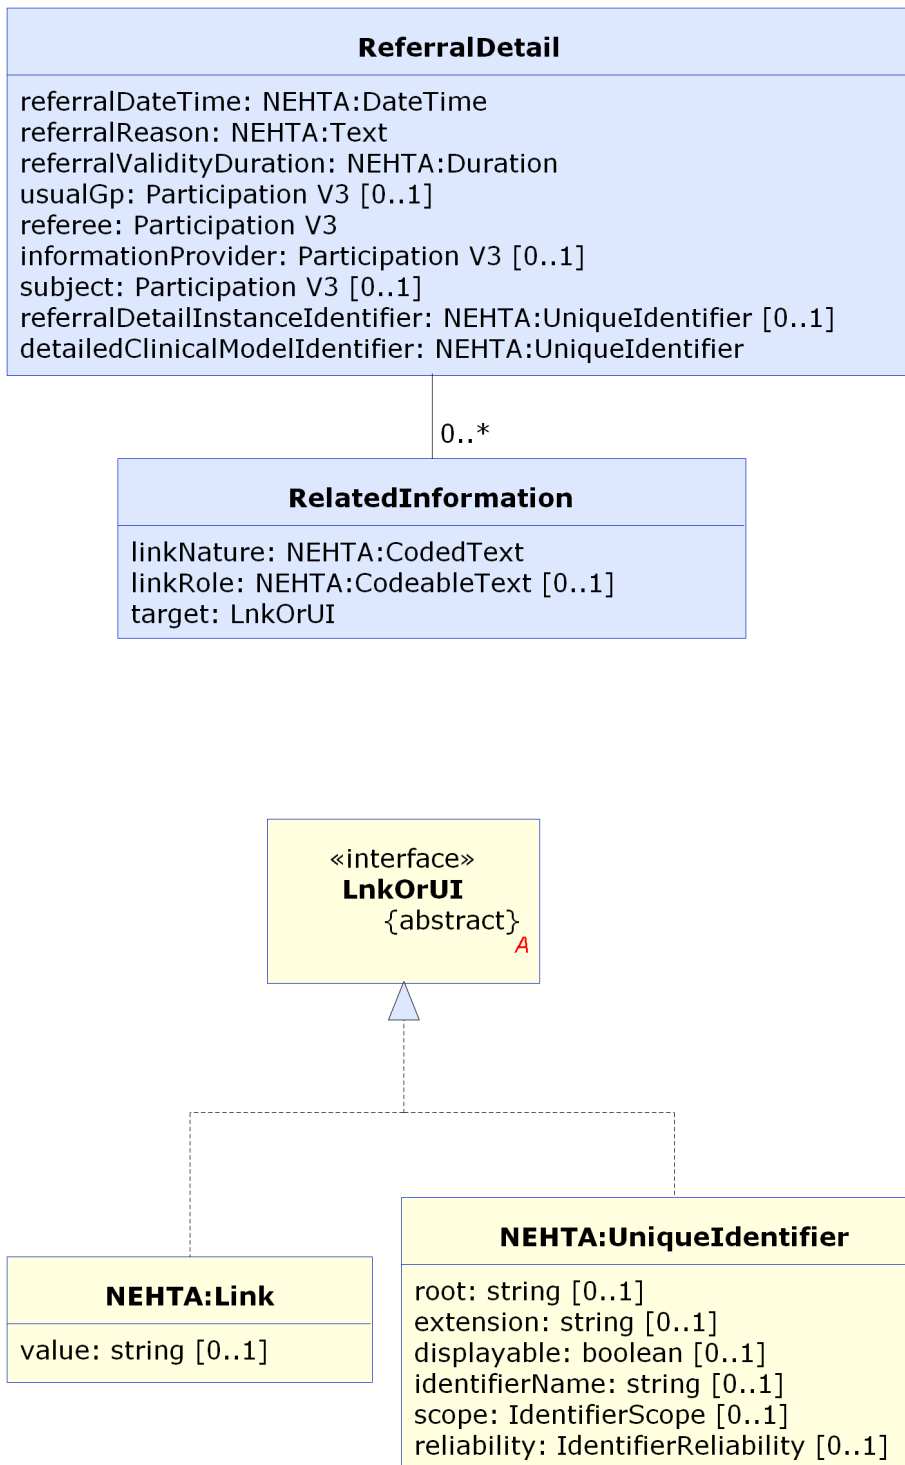 ReferralDetail
referralDateTime: NEHTA:DateTime
referralReason: NEHTA:Text
referralValidityDuration: NEHTA:Duration
usualGp: Participation V3 [0..1]
referee: Participation V3
informationProvider: Participation V3 [0..1]
subject: Participation V3 [0..1]
referralDetailInstanceIdentifier: NEHTA:UniqueIdentifier [0..1]
detailedClinicalModelIdentifier: NEHTA:UniqueIdentifier
0..*
RelatedInformation
linkNature: NEHTA:CodedText
linkRole: NEHTA:CodeableText [0..1]
target: LnkOrUI
«interface»
LnkOrUI
{abstract}
A
NEHTA:Link
value: string [0..1]
NEHTA:UniqueIdentifier
root: string [0..1]
extension: string [0..1]
displayable: boolean [0..1]
identifierName: string [0..1]
scope: IdentifierScope [0..1]
reliability: IdentifierReliability [0..1]